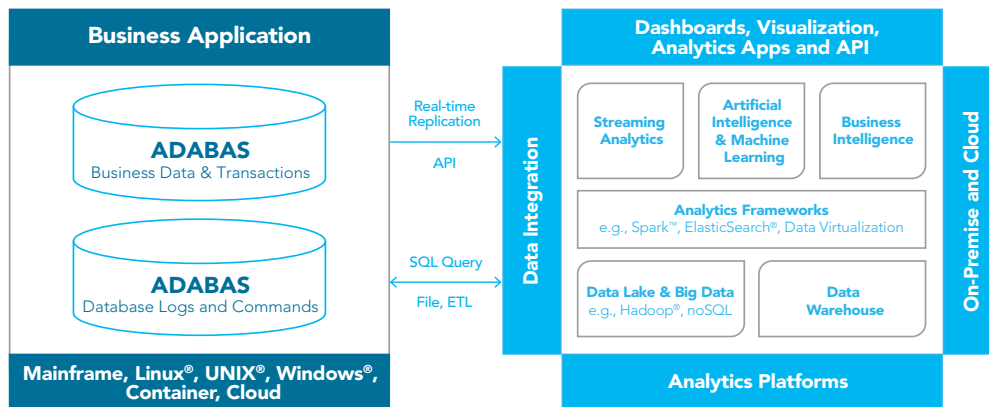 Business Application
ADABAS
Business Data & Transactions
ADABAS
Database Logs and Commands
Mainframe, Linux®, UNIX®, Windows®,
Container, Cloud
Real-time
Replication
API
SQL Query
File, ETL
Data Integration
Dashboards, Visualization,
Analytics Apps and API
Streaming
Analytics
Artificial
Intelligence
& Machine
Learning
Business
Intelligence
Analytics Frameworks
e.g., Spark™, ElasticSearch®, Data Virtualization
Data Lake & Big Data
e.g., Hadoop®, noSQL
Data
Warehouse
Analytics Platforms
On-Premise and Cloud